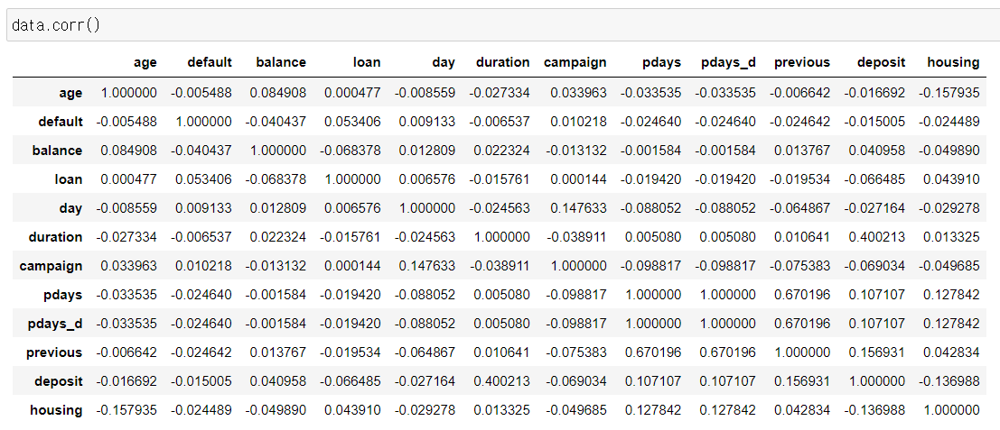 data.corr()
age default balance loan day duration campaign pdays pdays_d previous deposit housing
age 1.000000 -0.005488 0.084908 0.000477 -0.008559 -0.027334 0.033963 -0.033535 -0.033535 -0.006642 -0.016692 -0.157935
default -0.005488 1.000000 -0.040437 0.053406 0.009133 -0.006537 0.010218 -0.024640 -0.024640 -0.024642 -0.015005 -0.024489
balance 0.084908 -0.040437 1.000000 -0.068378 0.012809 0.022324 -0.013132 -0.001584 -0.001584 0.013767 0.040958 -0.049890
loan 0.000477 0.053406 -0.068378 1.000000 0.006576 -0.015761 0.000144 -0.019420 -0.019420 -0.019534 -0.066485 0.043910
day -0.008559 0.009133 0.012809 0.006576 1.000000 -0.024563 0.147633 -0.088052 -0.088052 -0.064867 -0.027164 -0.029278
duration -0.027334 -0.006537 0.022324 -0.015761 -0.024563 1.000000 -0.038911 0.005080 0.005080 0.010641 0.400213 0.013325
campaign 0.033963 0.010218 -0.013132 0.000144 0.147633 -0.038911 1.000000 -0.098817 -0.098817 -0.075383 -0.069034 -0.049685
pdays -0.033535 -0.024640 -0.001584 -0.019420 -0.088052 0.005080 -0.098817 1.000000 1.000000 0.670196 0.107107 0.127842
pdays_d -0.033535 -0.024640 -0.001584 -0.019420 -0.088052 0.005080 -0.098817 1.000000 1.000000 0.670196 0.107107 0.127842
previous -0.006642 -0.024642 0.013767 -0.019534 -0.064867 0.010641 -0.075383 0.670196 0.670196 1.000000 0.156931 0.042834
deposit -0.016692 -0.015005 0.040958 -0.066485 -0.027164 0.400213 -0.069034 0.107107 0.107107 0.156931 1.000000 -0.136988
housing -0.157935 -0.024489 -0.049890 0.043910 -0.029278 0.013325 -0.049685 0.127842 0.127842 0.042834 -0.136988 1.000000